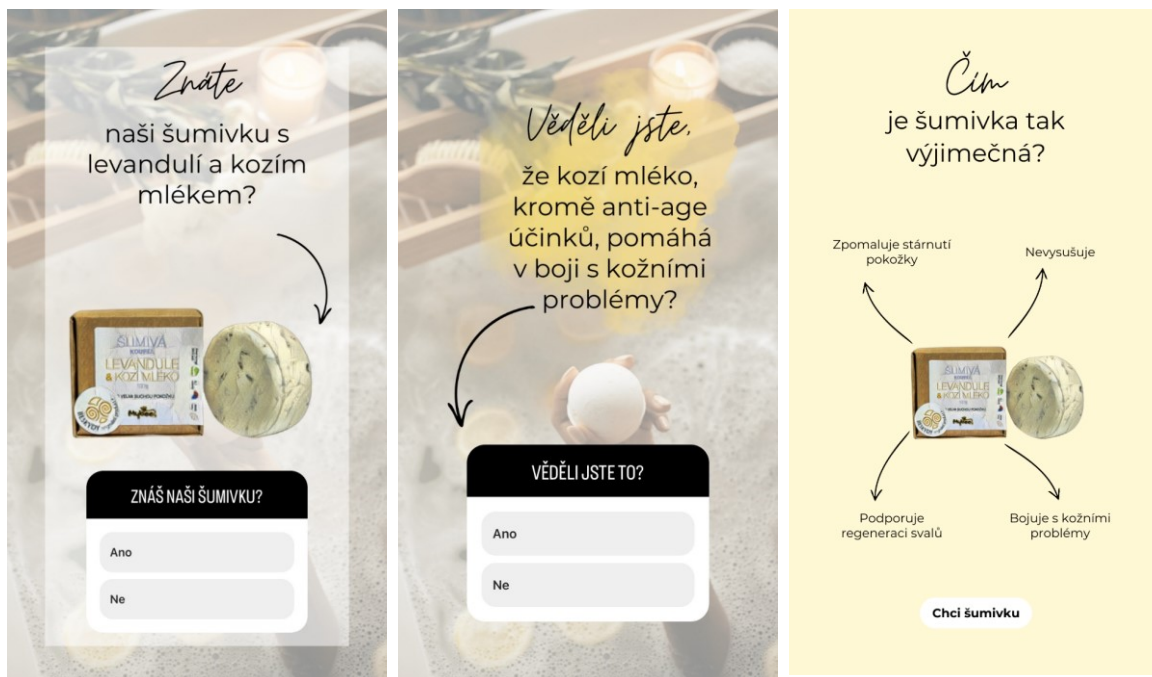 Znáte
naši šumivku s
levandulí a kozím
mlékem?
ŠUMIVÁ
KOUPEL
LEVANDULE
& KOZÍ MLÉKO
ZNÁŠ NAŠI ŠUMIVKU?
Ano
Ne
Věděli jste,
že kozí mléko,
kromě anti-age
účinků, pomáhá
v boji s kožními
problémy?
VĚDĚLI JSTE TO?
Ano
Ne
Čím
je šumivka tak
výjimečná?
Zpomaluje stárnutí
pokožky
Nevysušuje
ŠUMIVÁ
KOUPEL
LEVANDULE
& KOZÍ MLÉKO
Podporuje
regeneraci svalů
Bojuje s kožními
problémy
Chci šumivku